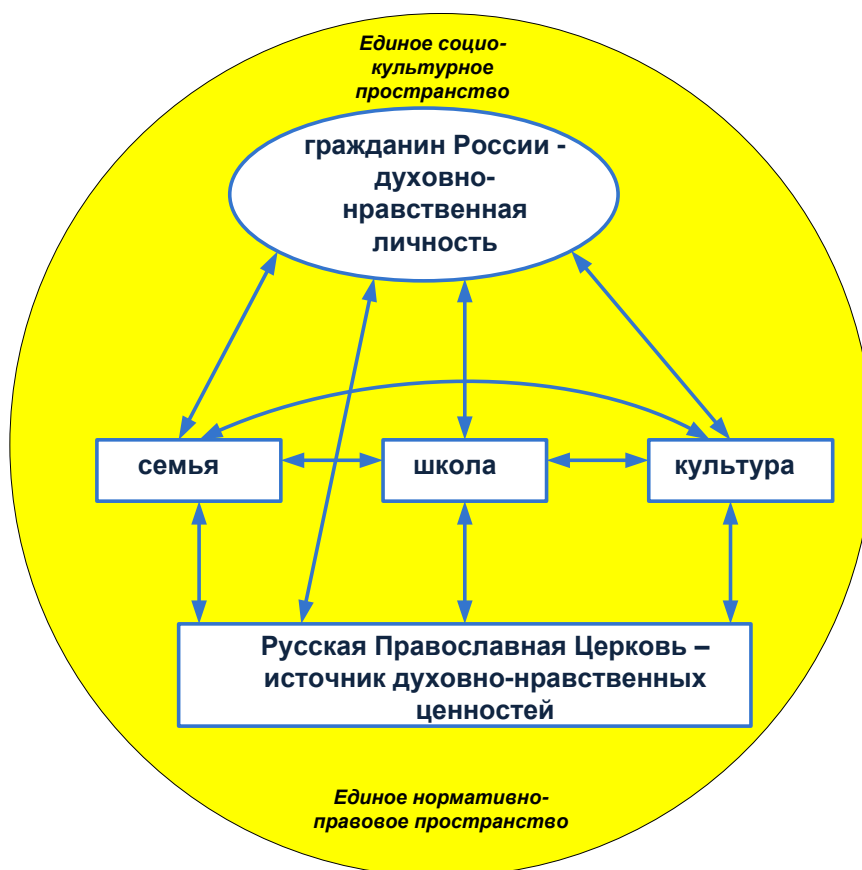 Единое социо-
культурное
пространство
гражданин России -
духовно-
нравственная
личность
семья
школа
культура
Русская Православная Церковь –
источник духовно-нравственных
ценностей
Единое нормативно-
правовое пространство